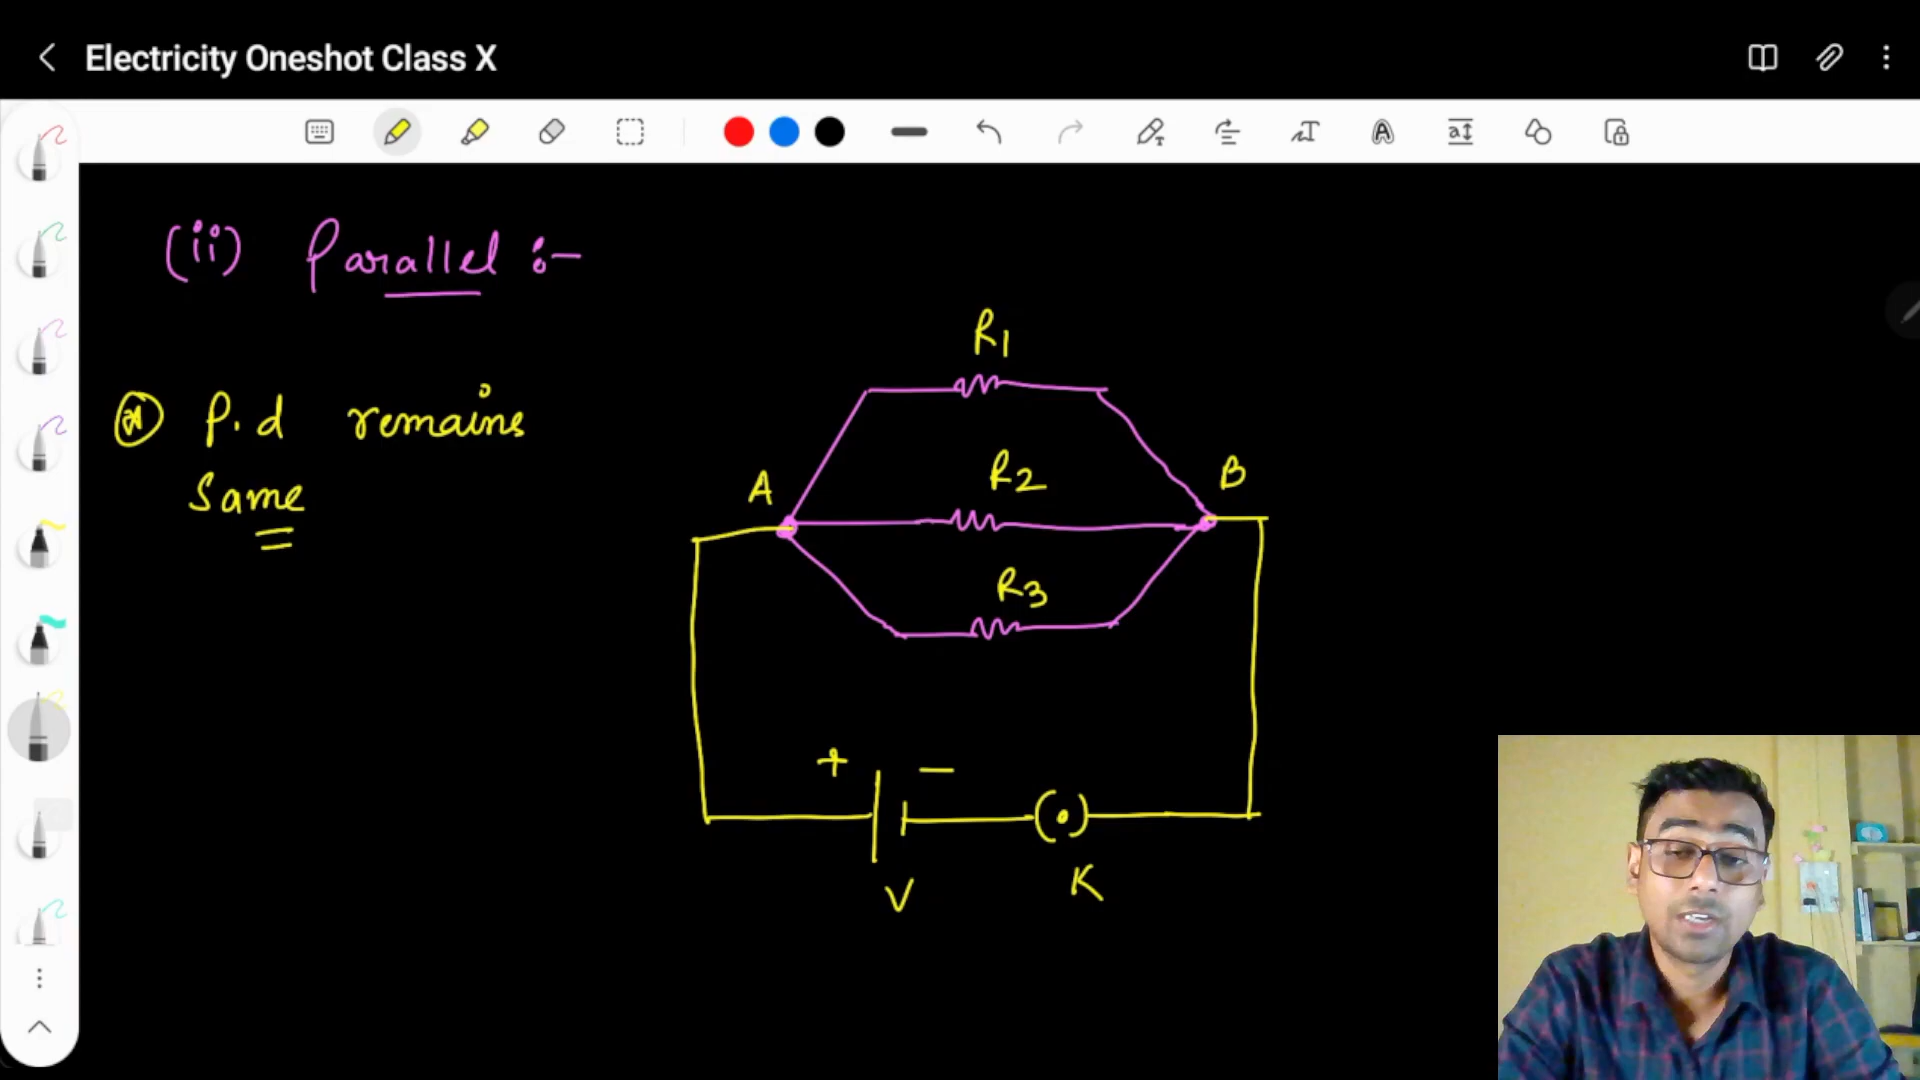 Electricity Oneshot Class X
(ii) Parallel :-
P.d remains
same
R1
A
R2
B
R3
+ −
V
K